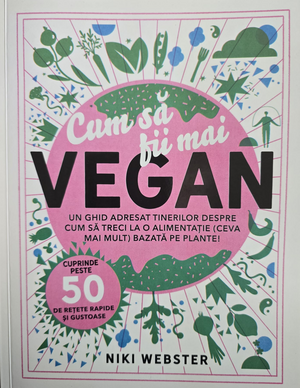 Cum să
fii mai
VEGAN
UN GHID ADRESAT TINERILOR DESPRE
CUM SĂ TRECI LA O ALIMENTAȚIE (CEVA
MAI MULT) BAZATĂ PE PLANTE!
CUPRINDE
PESTE
50
DE REȚETE RAPIDE
ȘI GUSTOASE
NIKI WEBSTER